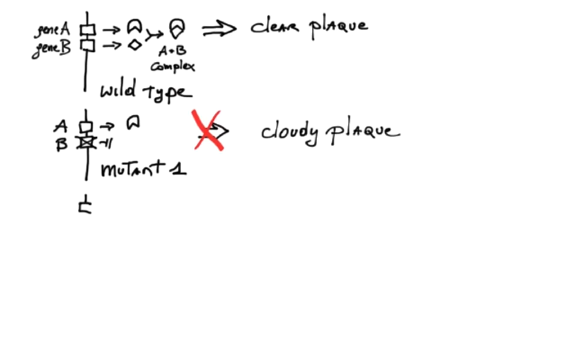 gene A
gene B
A+B
complex
clear plaque
wild type
A
B
cloudy plaque
mutant 1